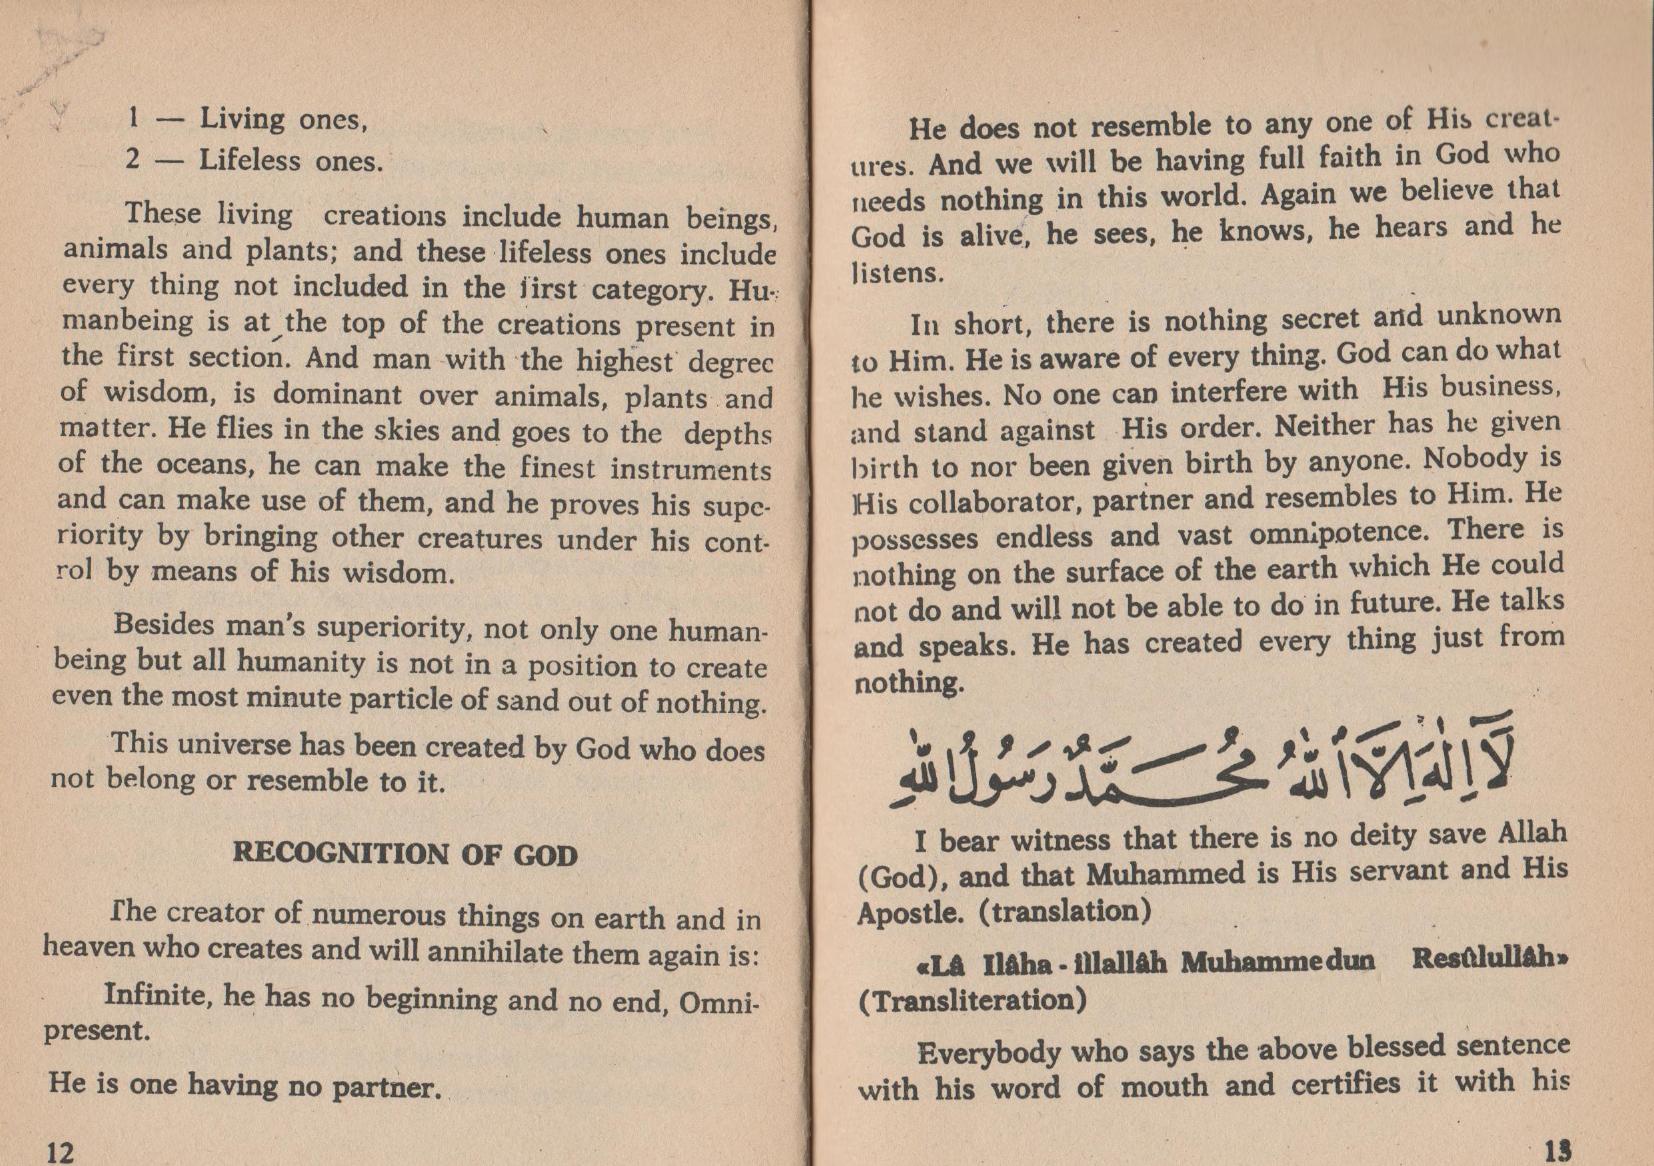 1 — Living ones,
2 — Lifeless ones.
These living creations include human beings,
animals and plants; and these lifeless ones include
every thing not included in the first category. Hu-
manbeing is at the top of the creations present in
the first section. And man with the highest degree
of wisdom, is dominant over animals, plants and
matter. He flies in the skies and goes to the depths
of the oceans, he can make the finest instruments
and can make use of them, and he proves his supe-
riority by bringing other creatures under his cont-
rol by means of his wisdom.
Besides man's superiority, not only one human-
being but all humanity is not in a position to create
even the most minute particle of sand out of nothing.
This universe has been created by God who does
not belong or resemble to it.
RECOGNITION OF GOD
The creator of numerous things on earth and in
heaven who creates and will annihilate them again is:
Infinite, he has no beginning and no end, Omni-
present.
He is one having no partner.
12
He does not resemble to any one of His creat-
ures. And we will be having full faith in God who
needs nothing in this world. Again we believe that
God is alive, he sees, he knows, he hears and he
listens.
In short, there is nothing secret and unknown
to Him. He is aware of every thing. God can do what
he wishes. No one can interfere with His business,
and stand against His order. Neither has he given
birth to nor been given birth by anyone. Nobody is
His collaborator, partner and resembles to Him. He
possesses endless and vast omnipotence. There is
nothing on the surface of the earth which He could
not do and will not be able to do in future. He talks
and speaks. He has created every thing just from
nothing.
لَآ اِلٰهَ اِلَّا اَللّٰهُ مُحَمَّدٌ رَسُولُ اللّٰهِ
I bear witness that there is no deity save Allah
(God), and that Muhammed is His servant and His
Apostle. (translation)
«Lâ Ilâha - illallâh Muhammedun Resûlullâh»
(Transliteration)
Everybody who says the above blessed sentence
with his word of mouth and certifies it with his
13